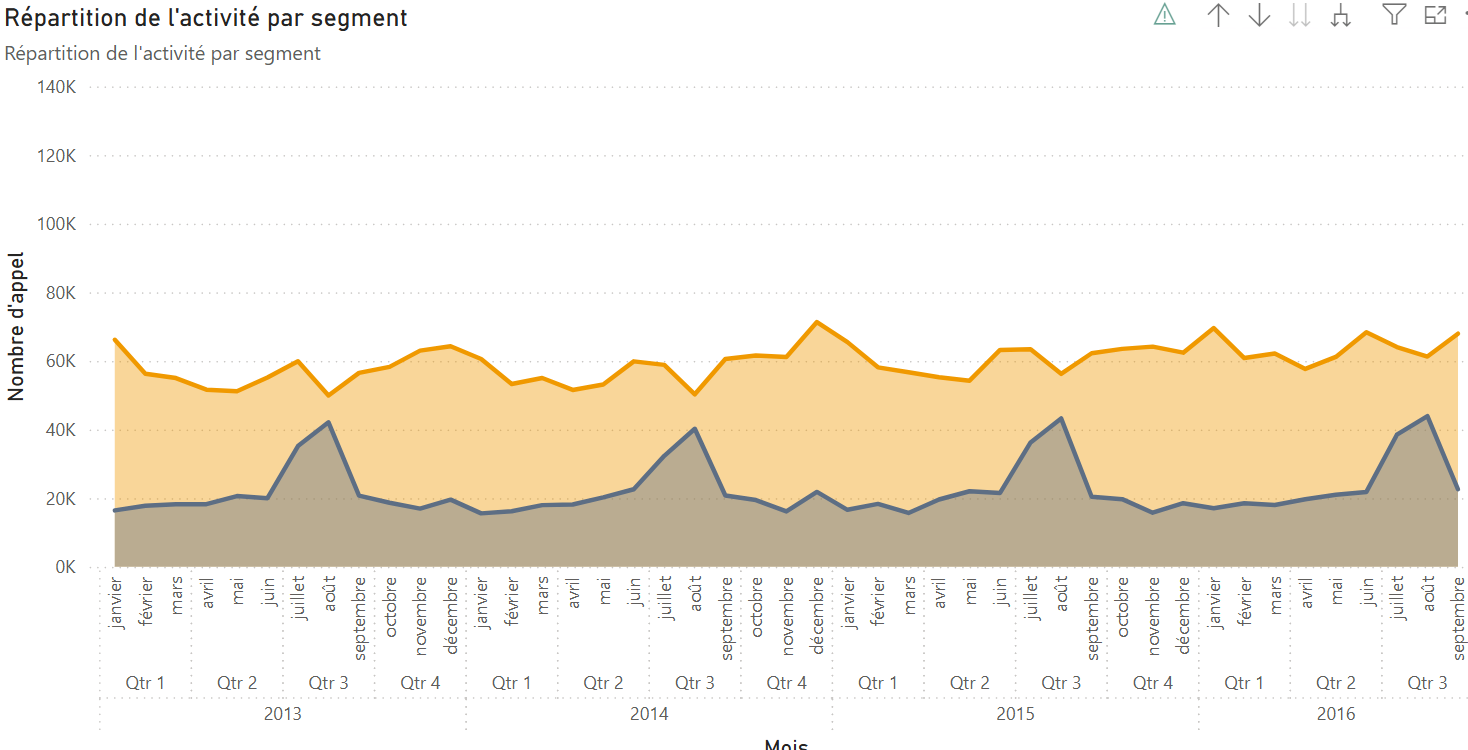 Répartition de l'activité par segment
Répartition de l'activité par segment
140K
120K
100K
80K
60K
40K
20K
0K
Nombre d'appel
janvier février mars avril mai juin juillet août septembre octobre novembre décembre janvier février mars avril mai juin juillet août septembre octobre novembre décembre janvier février mars avril mai juin juillet août septembre octobre novembre décembre janvier février mars avril mai juin juillet août septembre
Qtr 1 Qtr 2 Qtr 3 Qtr 4 Qtr 1 Qtr 2 Qtr 3 Qtr 4 Qtr 1 Qtr 2 Qtr 3 Qtr 4 Qtr 1 Qtr 2 Qtr 3
2013 2014 2015 2016
Mois